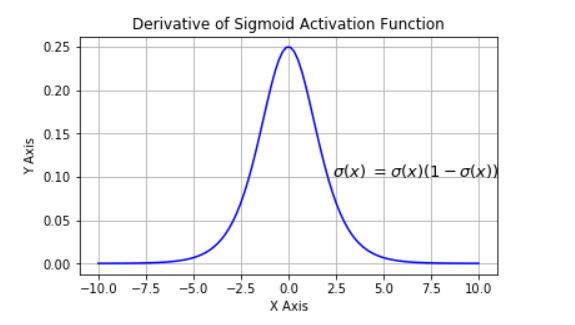 Derivative of Sigmoid Activation Function
0.25
0.20
0.15
0.10
0.05
0.00
Y Axis
σ(x) = σ(x)(1 − σ(x))
−10.0 −7.5 −5.0 −2.5 0.0 2.5 5.0 7.5 10.0
X Axis